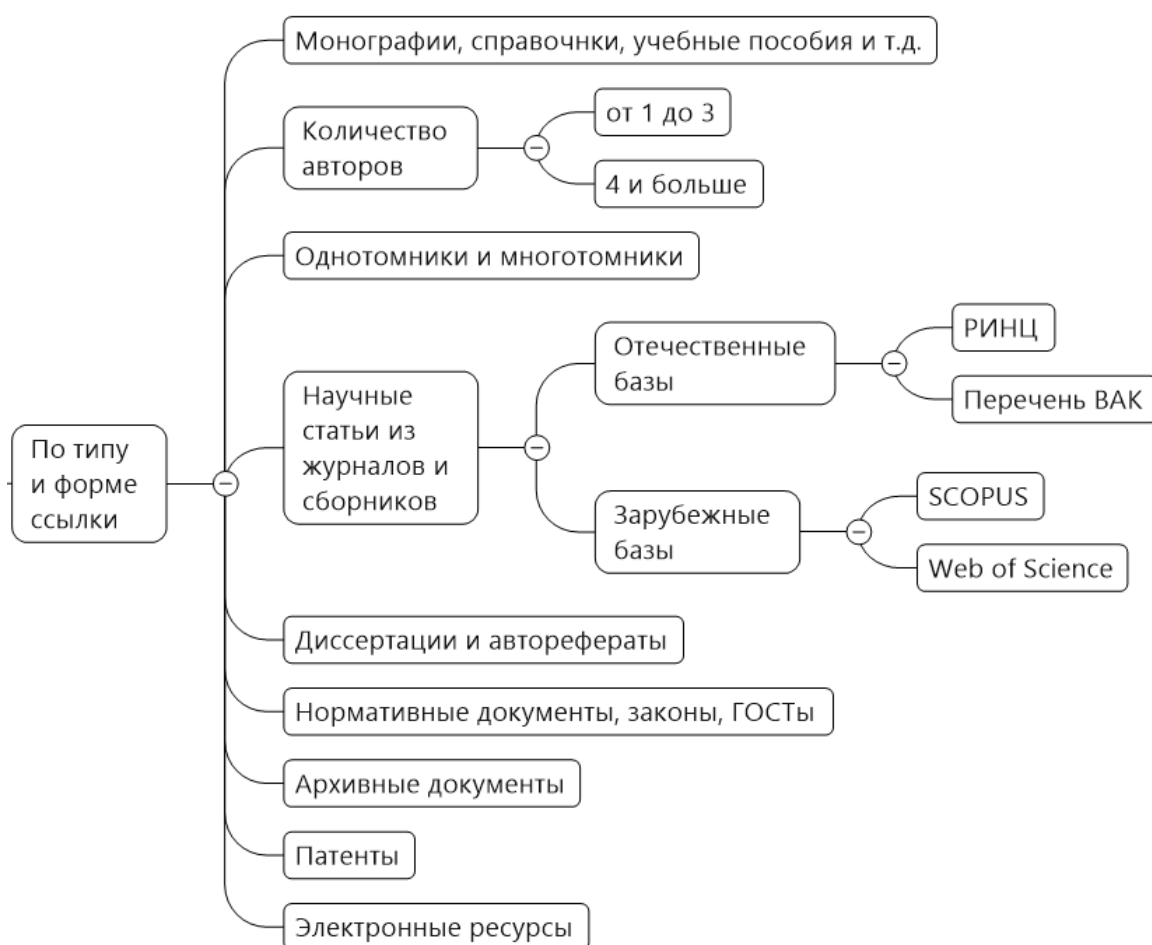 Монографии, справочнки, учебные пособия и т.д.
Количество
авторов
от 1 до 3
4 и больше
Однотомники и многотомники
По типу
и форме
ссылки
Научные
статьи из
журналов и
сборников
Отечественные
базы
РИНЦ
Перечень ВАК
Зарубежные
базы
SCOPUS
Web of Science
Диссертации и авторефераты
Нормативные документы, законы, ГОСТы
Архивные документы
Патенты
Электронные ресурсы